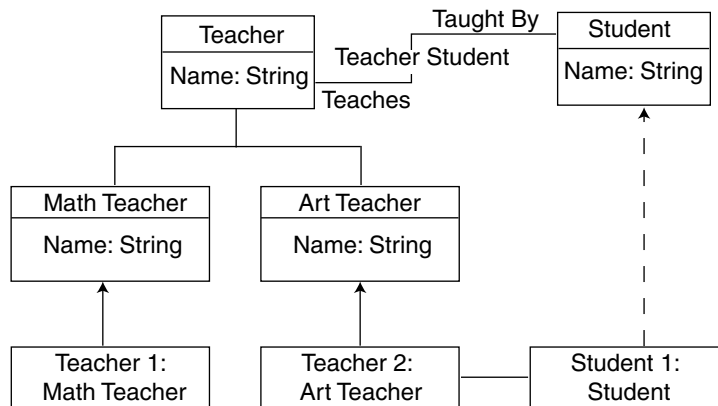 Taught By
Teacher
Student
Teacher Student
Name: String
Name: String
Teaches
Math Teacher
Art Teacher
Name: String
Name: String
Teacher 1:
Math Teacher
Teacher 2:
Art Teacher
Student 1:
Student